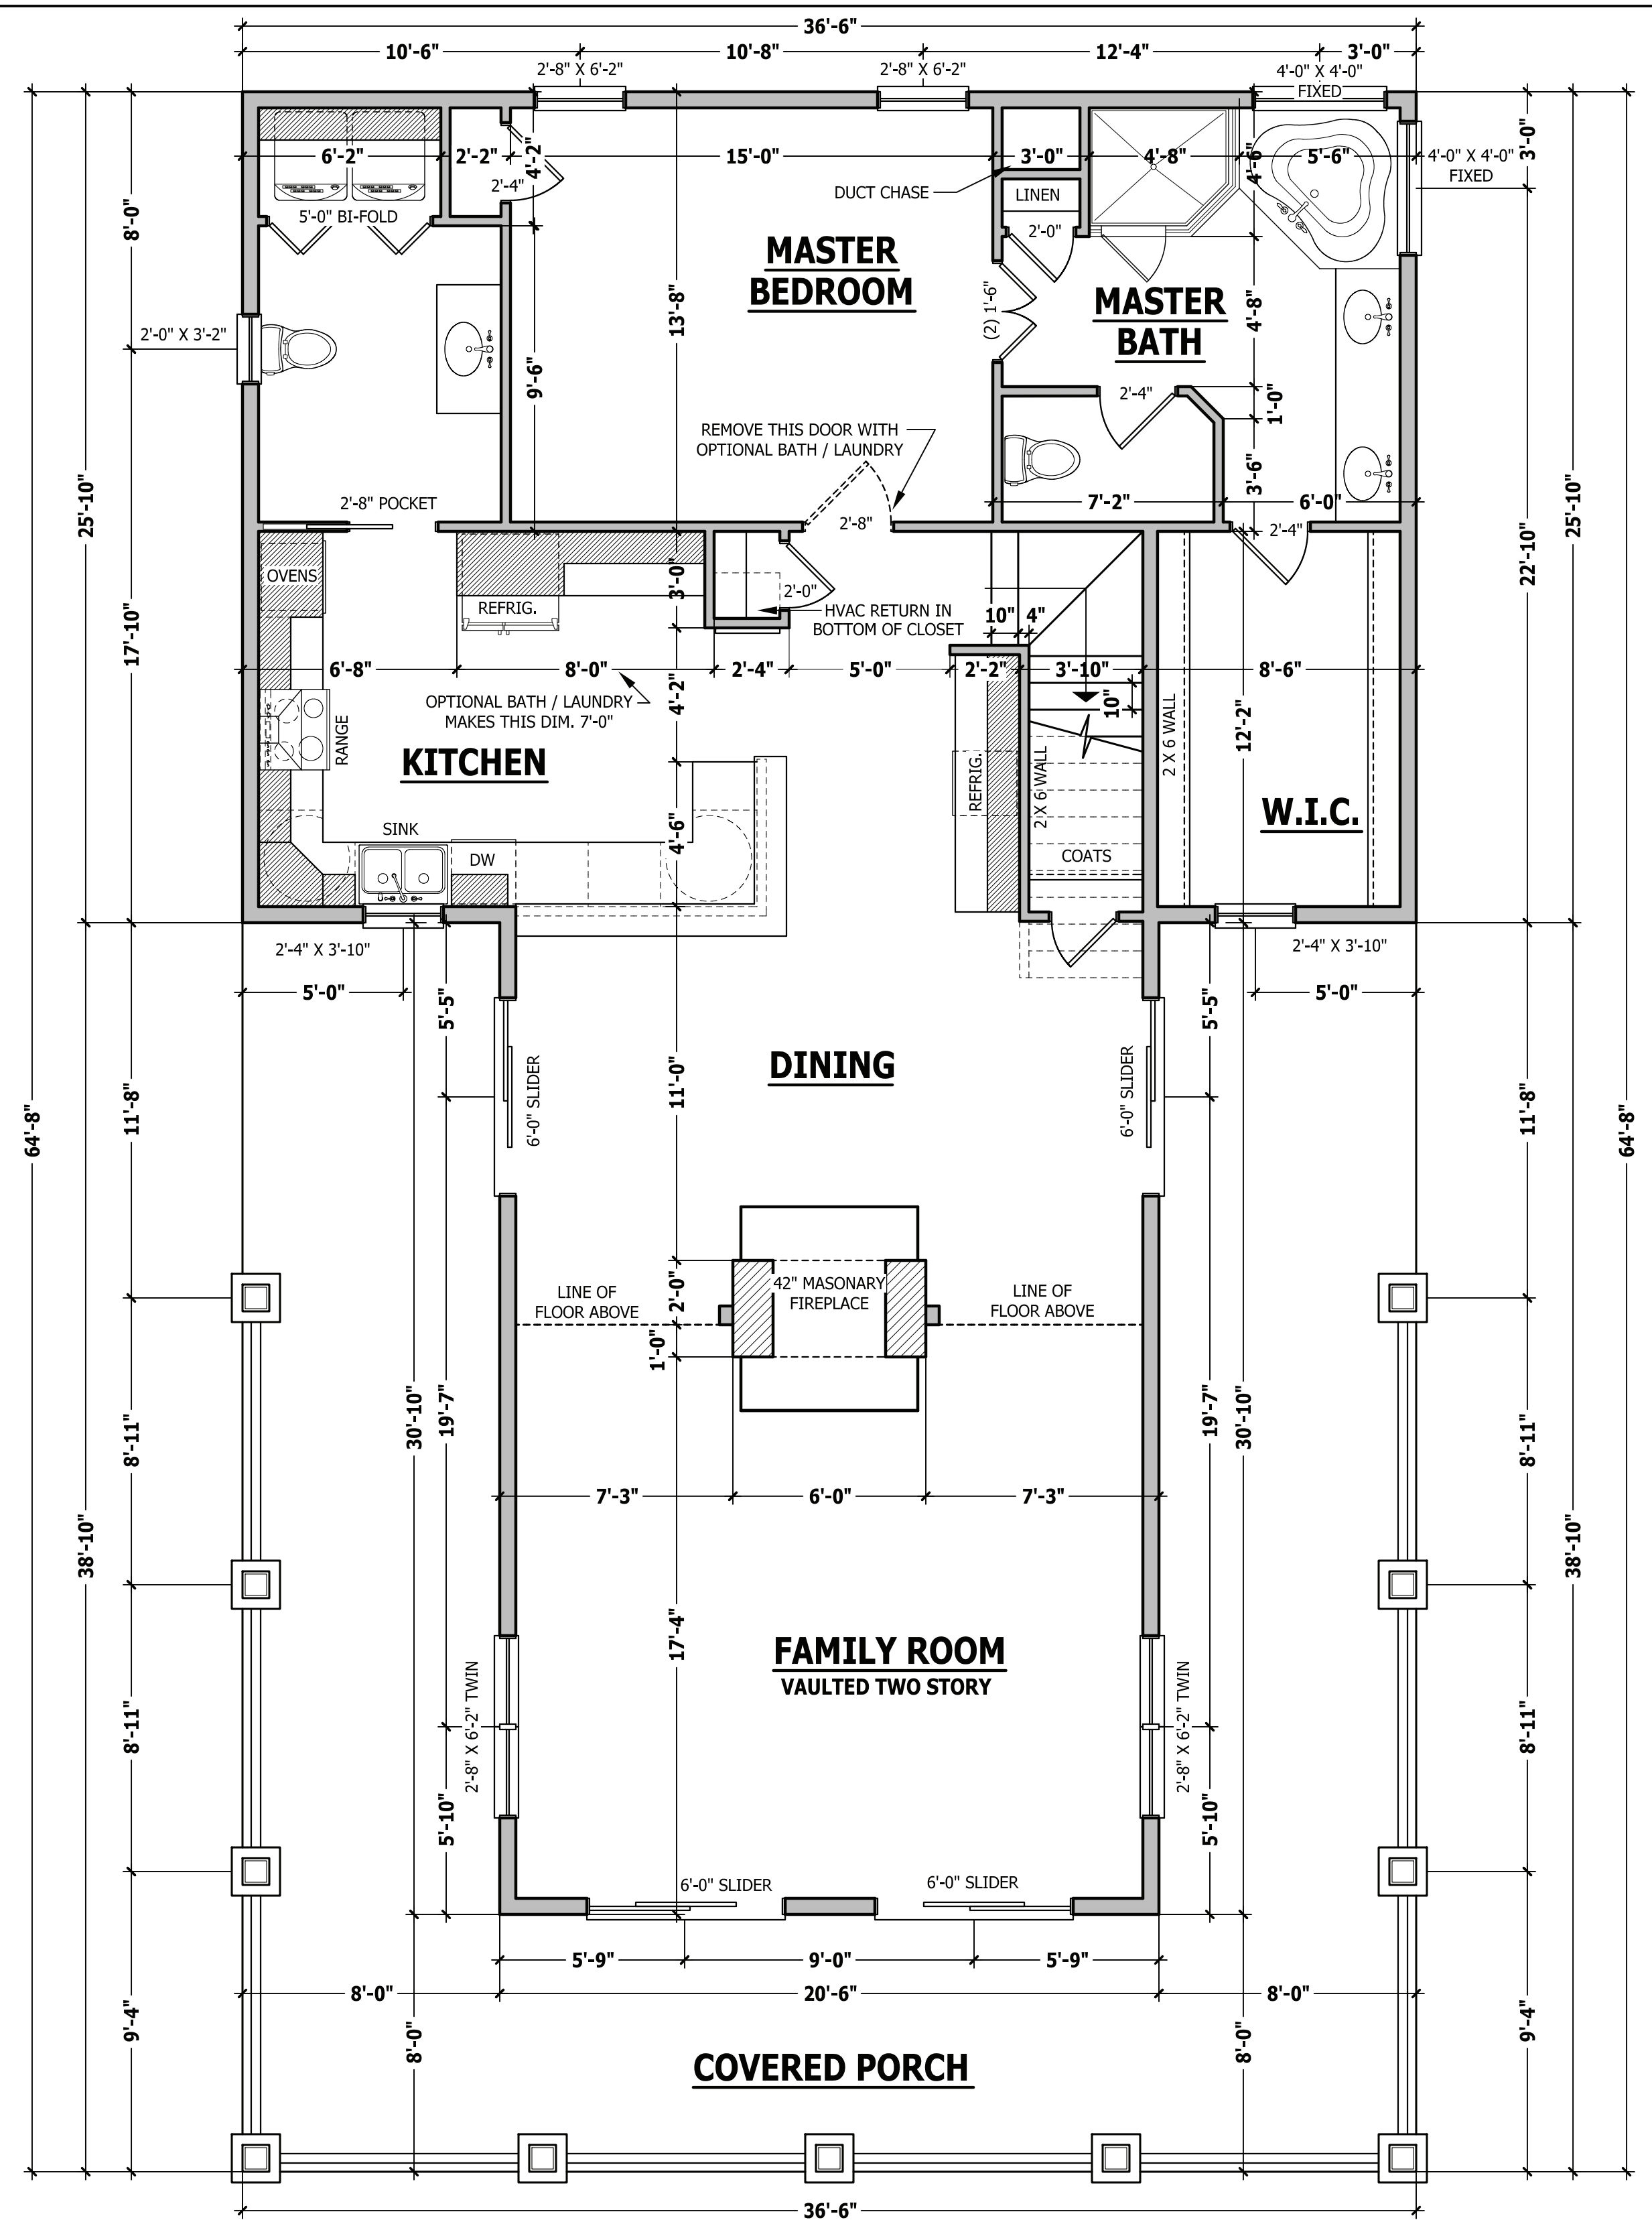 36'-6"
10'-6"
10'-8"
12'-4"
3'-0"
2'-8" X 6'-2"
2'-8" X 6'-2"
4'-0" X 4'-0"
FIXED
6'-2"
2'-2"
4'-2"
15'-0"
3'-0"
4'-8"
4'-6"
5'-6"
4'-0" X 4'-0"
FIXED
3'-0"
2'-4"
DUCT CHASE
LINEN
8'-0"
5'-0" BI-FOLD
2'-0"
MASTER
BEDROOM
13'-8"
(2) 1'-6"
MASTER
BATH
4'-8"
2'-0" X 3'-2"
9'-6"
2'-4"
1'-0"
REMOVE THIS DOOR WITH
OPTIONAL BATH / LAUNDRY
3'-6"
25'-10"
2'-8" POCKET
2'-8"
7'-2"
6'-0"
2'-4"
22'-10"
25'-10"
OVENS
REFRIG.
3'-0"
2'-0"
HVAC RETURN IN
BOTTOM OF CLOSET
10"
4"
17'-10"
6'-8"
8'-0"
2'-4"
5'-0"
2'-2"
3'-10"
8'-6"
OPTIONAL BATH / LAUNDRY
MAKES THIS DIM. 7'-0"
4'-2"
10"
RANGE
KITCHEN
REFRIG.
2 X 6 WALL
2 X 6 WALL
12'-2"
W.I.C.
SINK
DW
4'-6"
COATS
2'-4" X 3'-10"
2'-4" X 3'-10"
5'-0"
5'-5"
5'-5"
5'-0"
DINING
11'-0"
6'-0" SLIDER
6'-0" SLIDER
64'-8"
11'-8"
11'-8"
64'-8"
LINE OF
FLOOR ABOVE
2'-0"
42" MASONARY
FIREPLACE
LINE OF
FLOOR ABOVE
1'-0"
38'-10"
8'-11"
30'-10"
19'-7"
19'-7"
30'-10"
8'-11"
38'-10"
7'-3"
6'-0"
7'-3"
17'-4"
FAMILY ROOM
VAULTED TWO STORY
8'-11"
2'-8" X 6'-2" TWIN
2'-8" X 6'-2" TWIN
8'-11"
5'-10"
5'-10"
6'-0" SLIDER
6'-0" SLIDER
5'-9"
9'-0"
5'-9"
8'-0"
20'-6"
8'-0"
9'-4"
8'-0"
8'-0"
9'-4"
COVERED PORCH
36'-6"